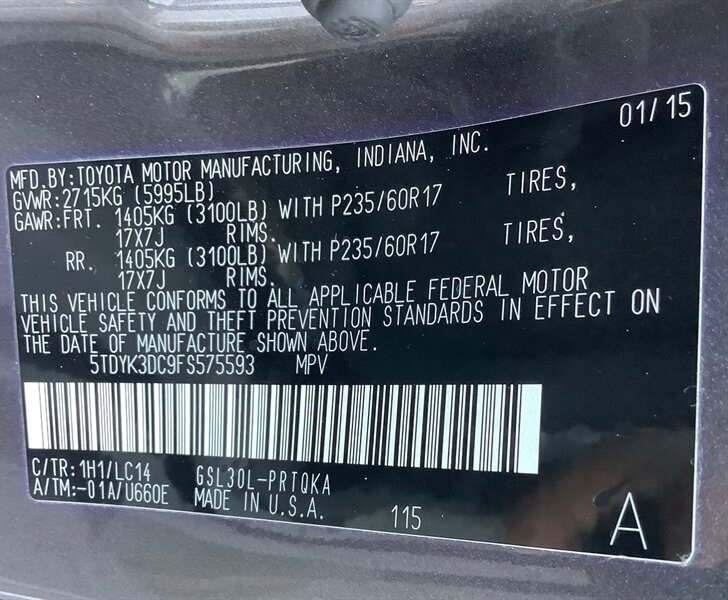 01/15
MFD.BY:TOYOTA MOTOR MANUFACTURING, INDIANA, INC.
GVWR:2715KG (5995LB)
GAWR:FRT. 1405KG (3100LB) WITH P235/60R17 TIRES,
17X7J RIMS.
RR. 1405KG (3100LB) WITH P235/60R17 TIRES,
17X7J RIMS.
THIS VEHICLE CONFORMS TO ALL APPLICABLE FEDERAL MOTOR
VEHICLE SAFETY AND THEFT PREVENTION STANDARDS IN EFFECT ON
THE DATE OF MANUFACTURE SHOWN ABOVE.
5TDYK3DC9FS575593 MPV
C/TR:1H1/LC14 GSL30L-PRTQKA
A/TM:-01A/U660E MADE IN U.S.A. 115 A